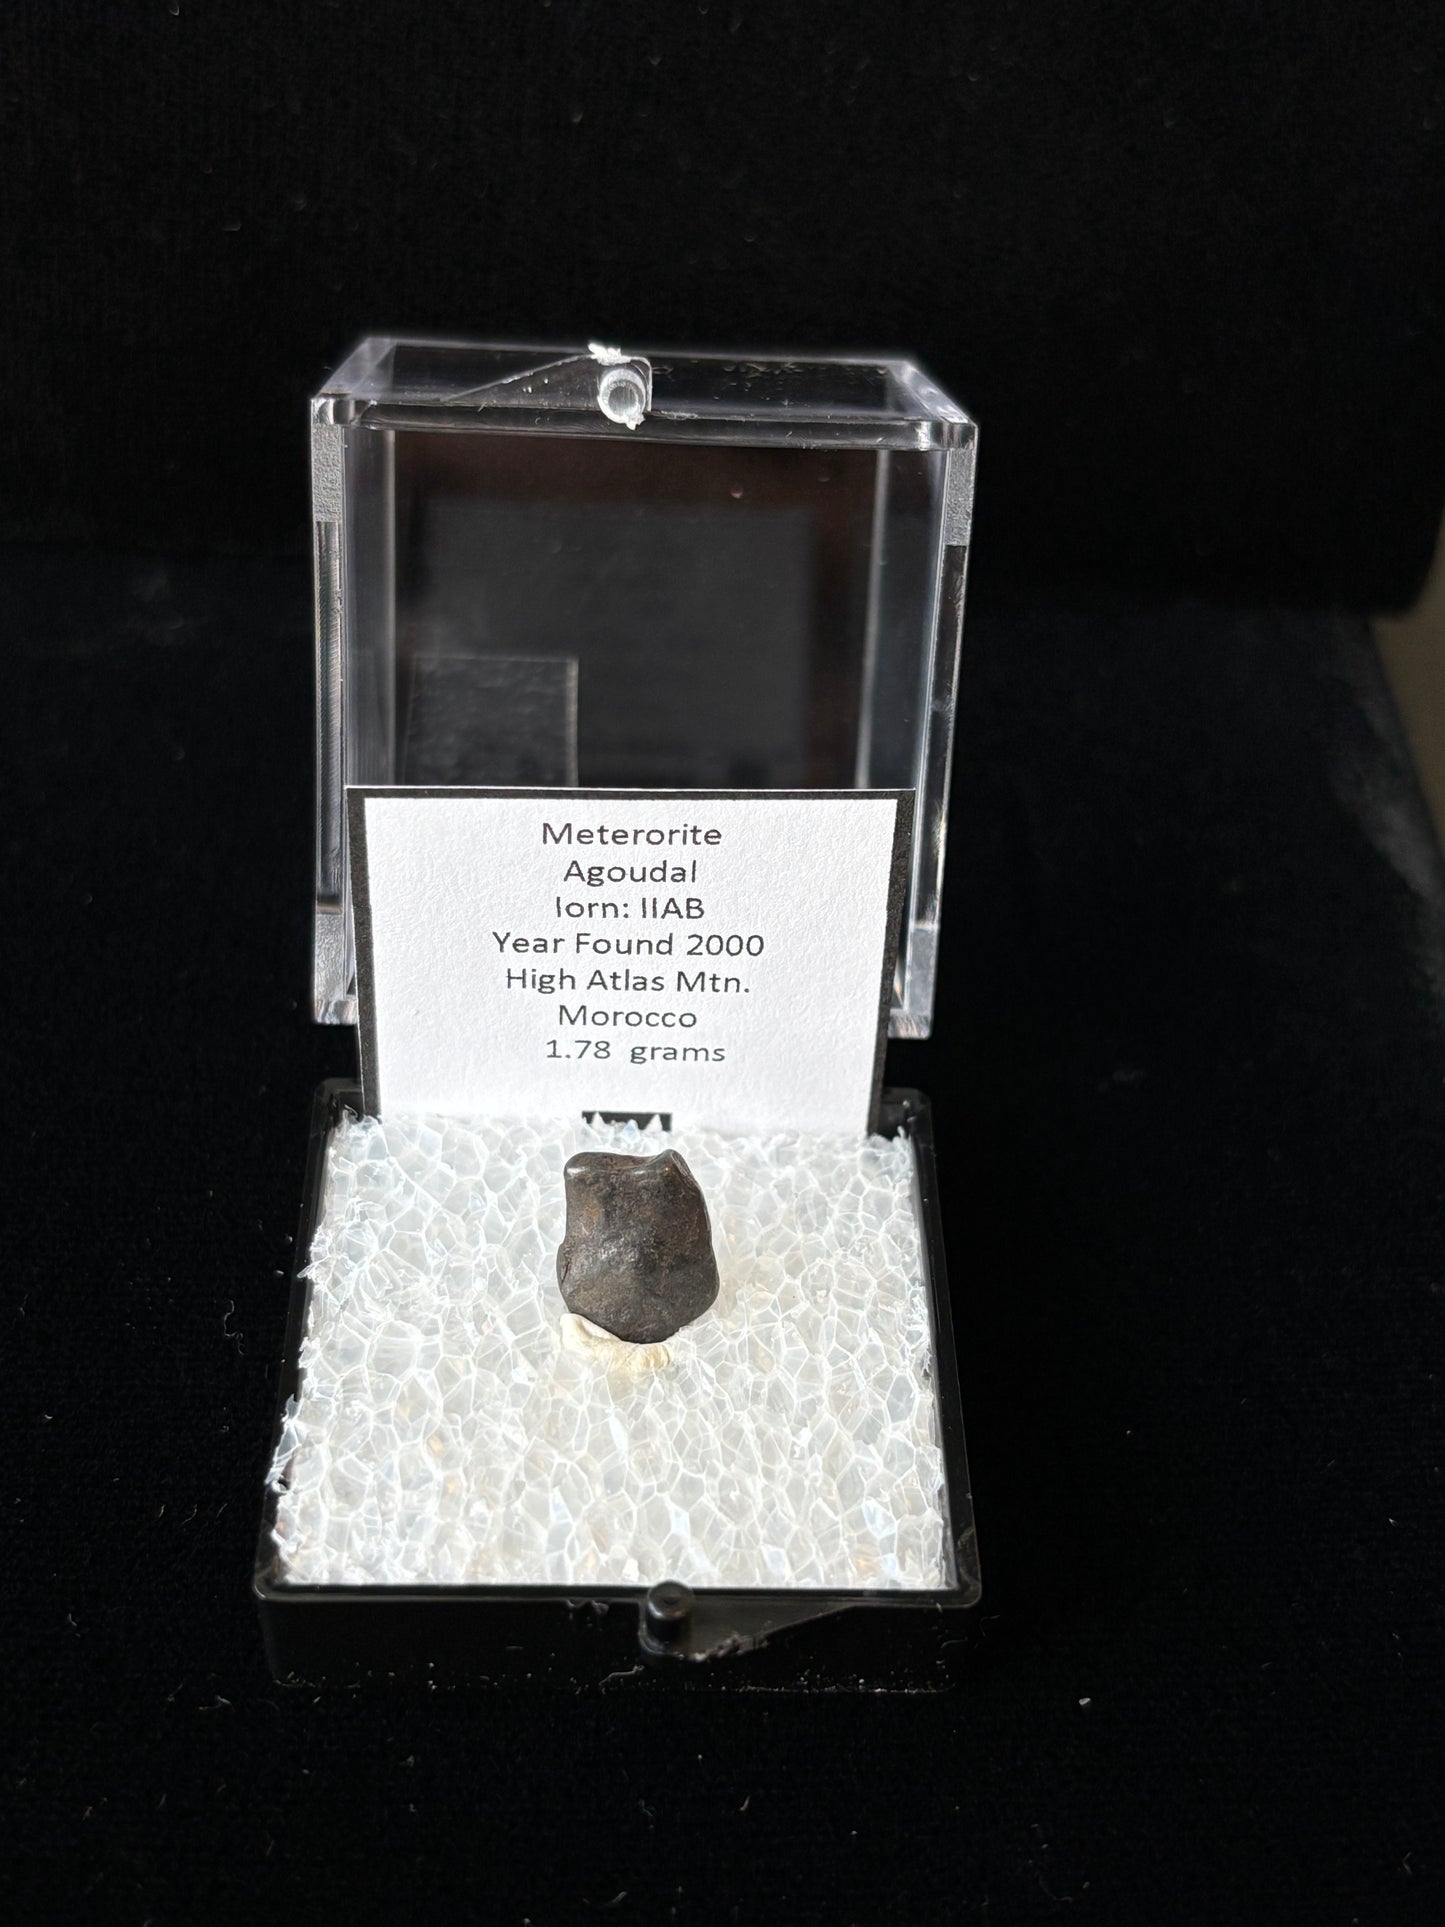 Meterorite
Agoudal
Iorn: IIAB
Year Found 2000
High Atlas Mtn.
Morocco
1.78 grams